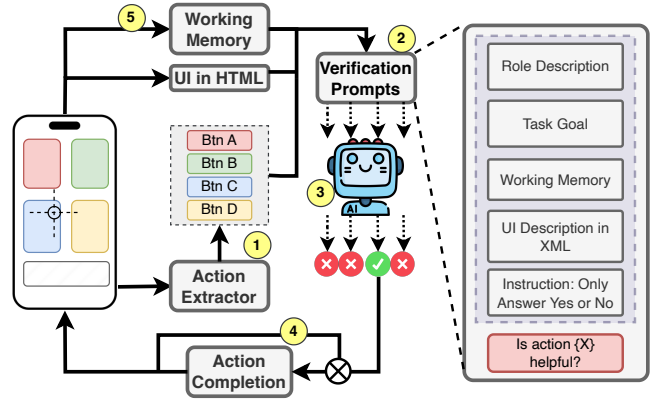 5
Working
Memory
UI in HTML
2
Verification
Prompts
Btn A
Btn B
Btn C
Btn D
3
AI
1
Action
Extractor
4
Action
Completion
Role Description
Task Goal
Working Memory
UI Description in
XML
Instruction: Only
Answer Yes or No
Is action {X}
helpful?